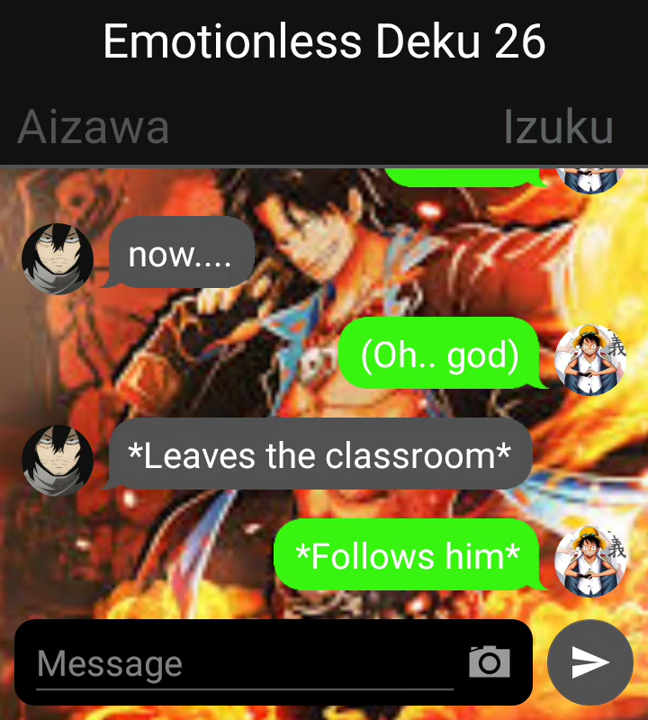 Emotionless Deku 26
Aizawa
Izuku
now....
(Oh.. god)
*Leaves the classroom*
*Follows him*
Message